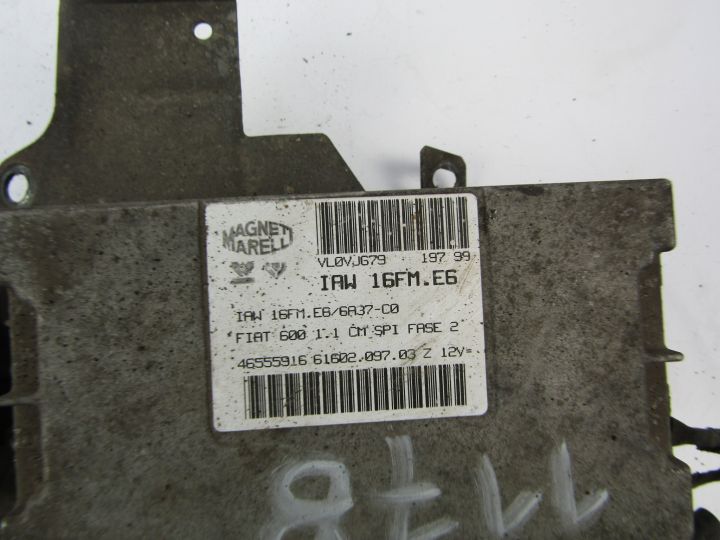 MAGNETI
MARELLI
VL0VJ679 197 99
IAW 16FM.E6
IAW 16FM.E6/6A37-C0
FIAT 600 1.1 CM SPI FASE 2
46555916 61602.097.03 Z 12V=